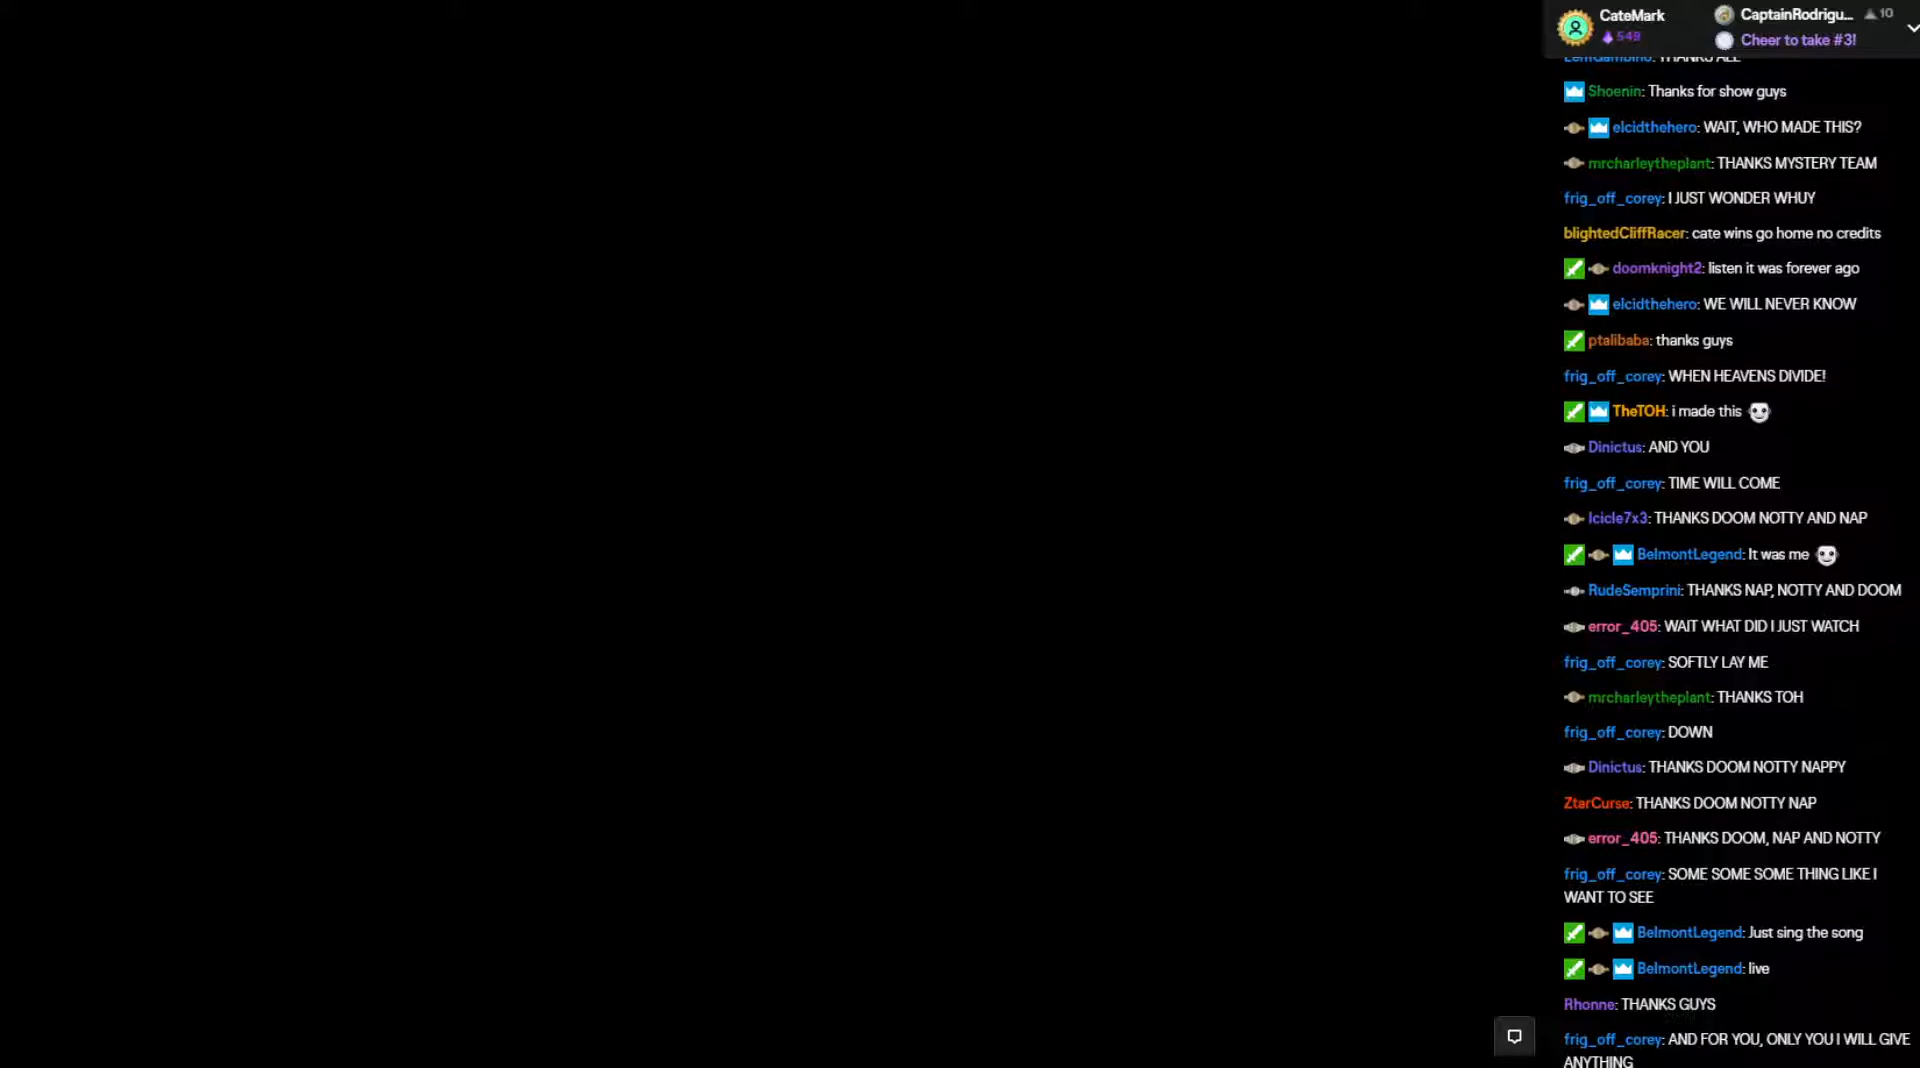 CateMark
549
CaptainRodrigu... 10
Cheer to take #3!
LemGambino: THANKS ALL
Shoenin: Thanks for show guys
elcidthehero: WAIT, WHO MADE THIS?
mrcharleytheplant: THANKS MYSTERY TEAM
frig_off_corey: I JUST WONDER WHUY
blightedCliffRacer: cate wins go home no credits
doomknight2: listen it was forever ago
elcidthehero: WE WILL NEVER KNOW
ptalibaba: thanks guys
frig_off_corey: WHEN HEAVENS DIVIDE!
TheTOH: i made this
Dinictus: AND YOU
frig_off_corey: TIME WILL COME
Icicle7x3: THANKS DOOM NOTTY AND NAP
BelmontLegend: It was me
RudeSemprini: THANKS NAP, NOTTY AND DOOM
error_405: WAIT WHAT DID I JUST WATCH
frig_off_corey: SOFTLY LAY ME
mrcharleytheplant: THANKS TOH
frig_off_corey: DOWN
Dinictus: THANKS DOOM NOTTY NAPPY
ZtarCurse: THANKS DOOM NOTTY NAP
error_405: THANKS DOOM, NAP AND NOTTY
frig_off_corey: SOME SOME SOME THING LIKE I
WANT TO SEE
BelmontLegend: Just sing the song
BelmontLegend: live
Rhonne: THANKS GUYS
frig_off_corey: AND FOR YOU, ONLY YOU I WILL GIVE
ANYTHING